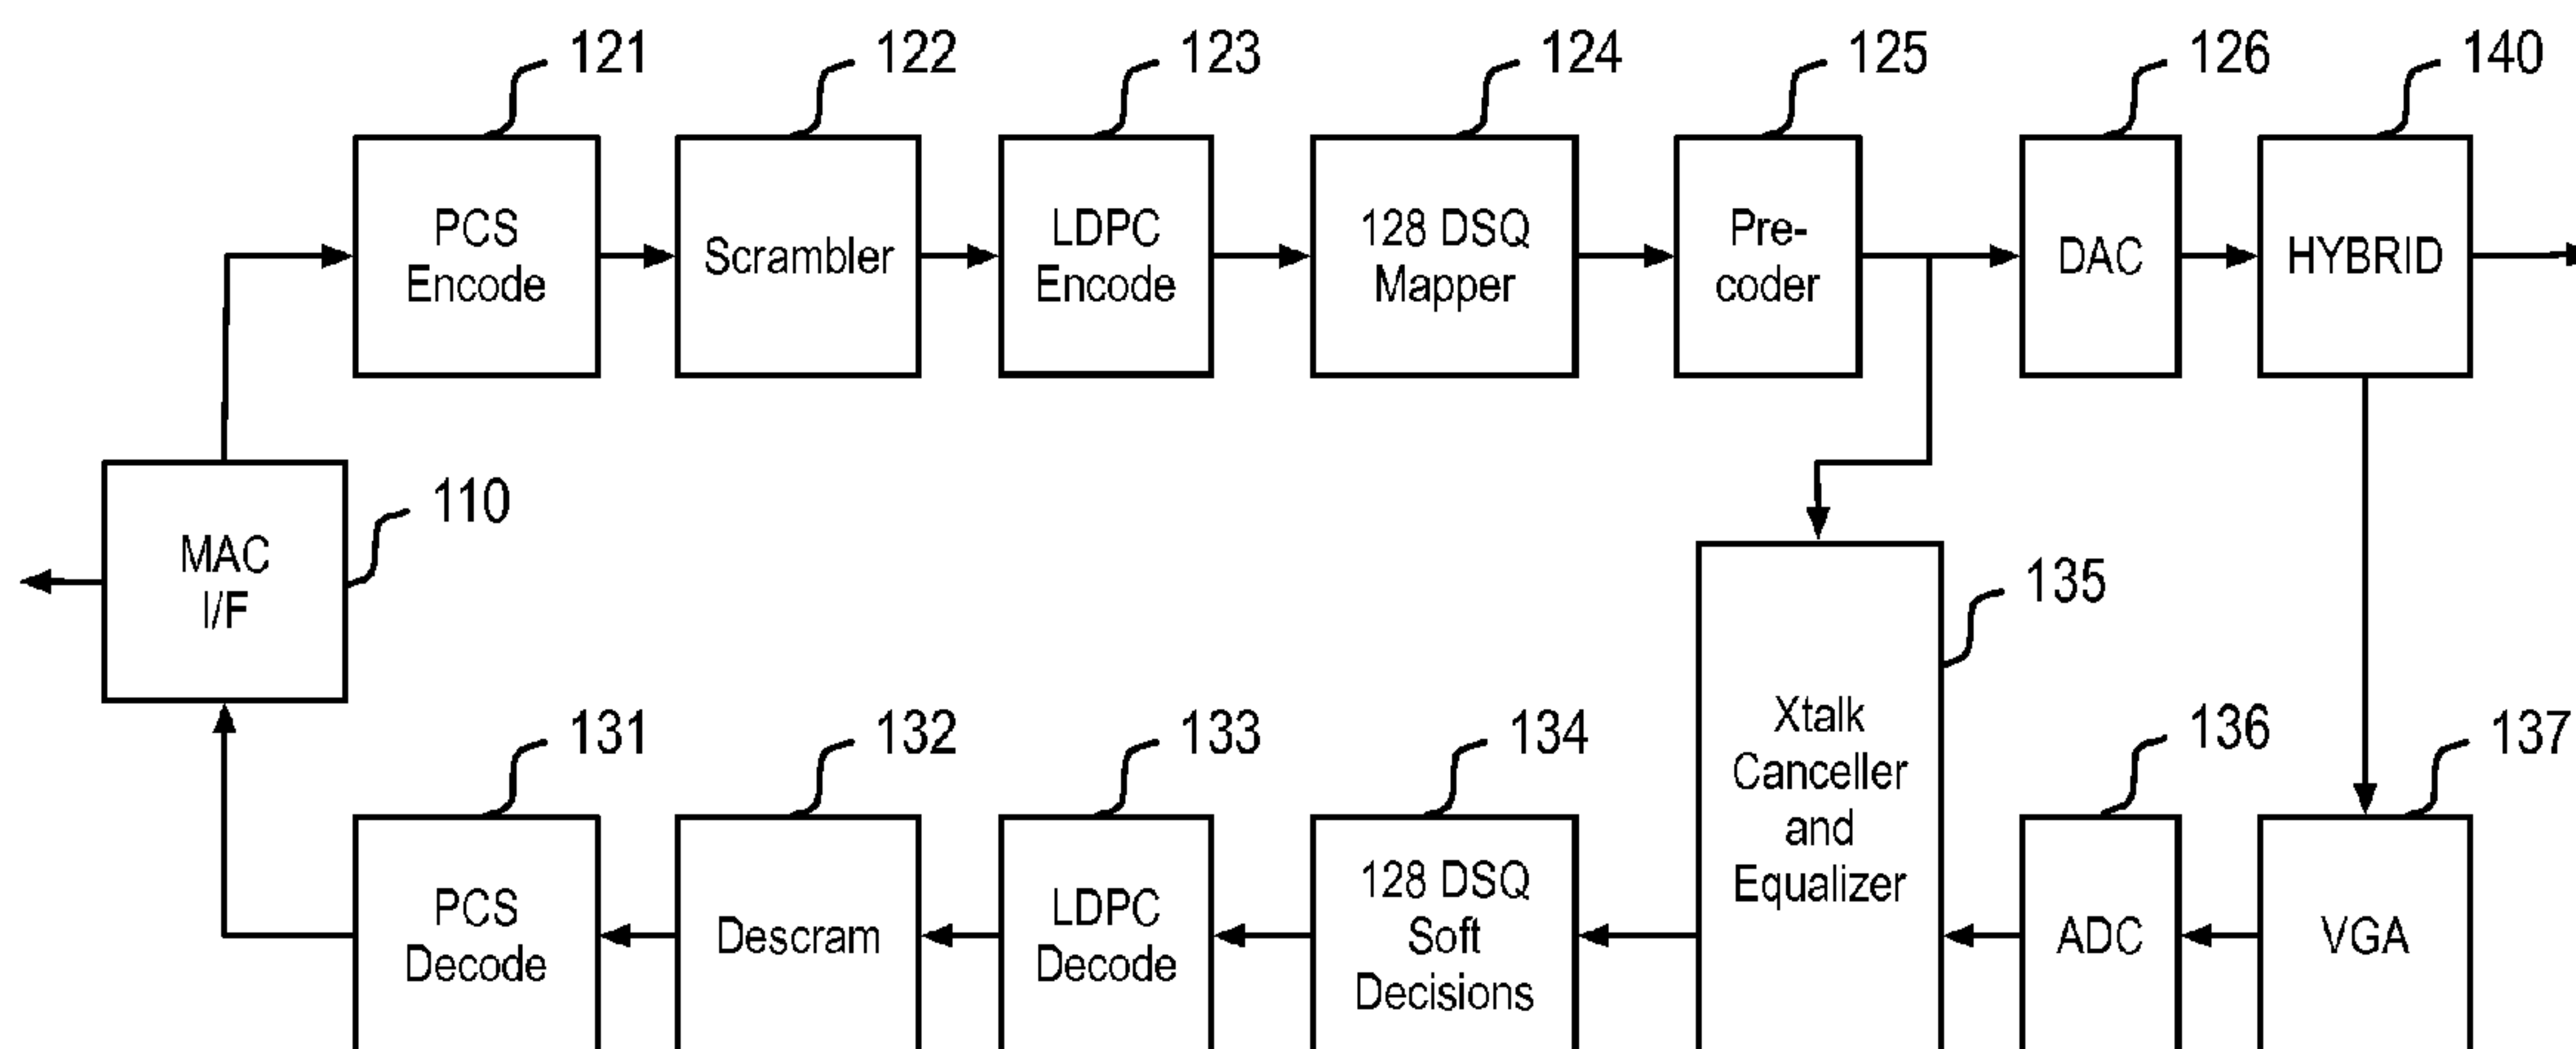 121
122
123
124
125
126
140
PCS
Encode
Scrambler
LDPC
Encode
128 DSQ
Mapper
Pre-
coder
DAC
HYBRID
110
MAC
I/F
135
131
132
133
134
136
137
PCS
Decode
Descram
LDPC
Decode
128 DSQ
Soft
Decisions
Xtalk
Canceller
and
Equalizer
ADC
VGA